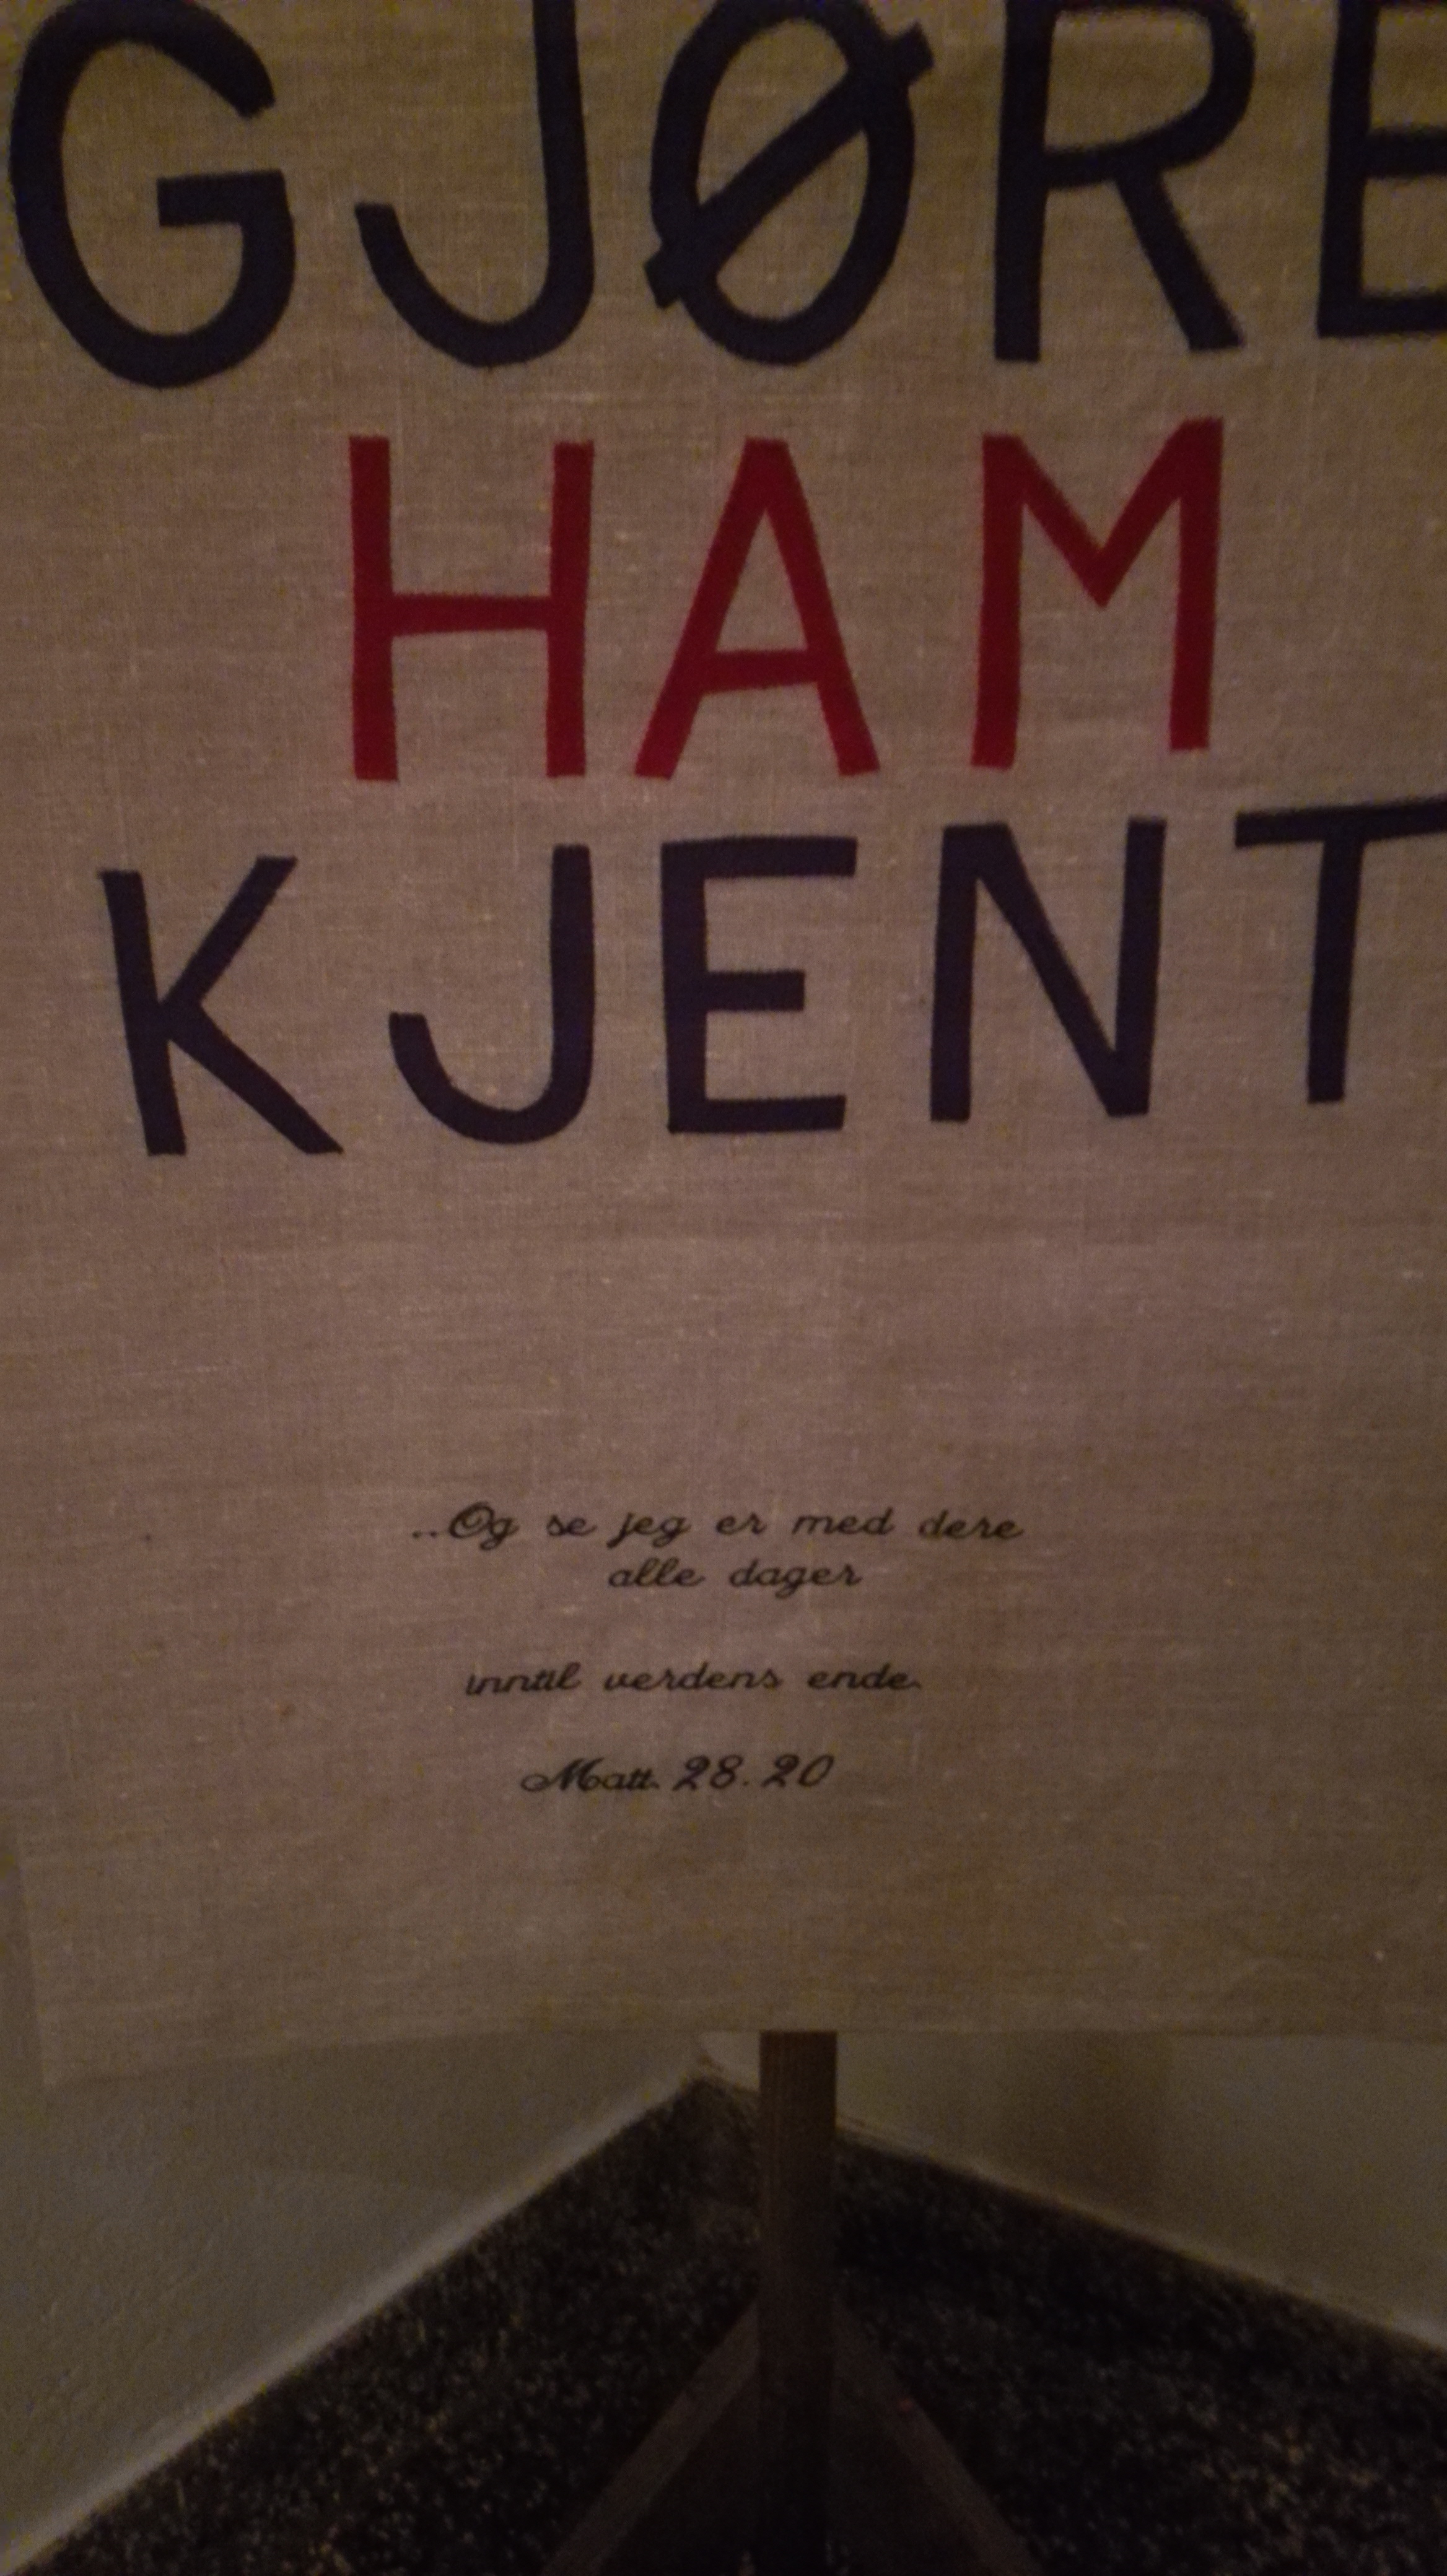 GJØRE
HAM
KJENT
..Og se jeg er med dere
alle dager
inntil verdens ende.
Matt. 28.20